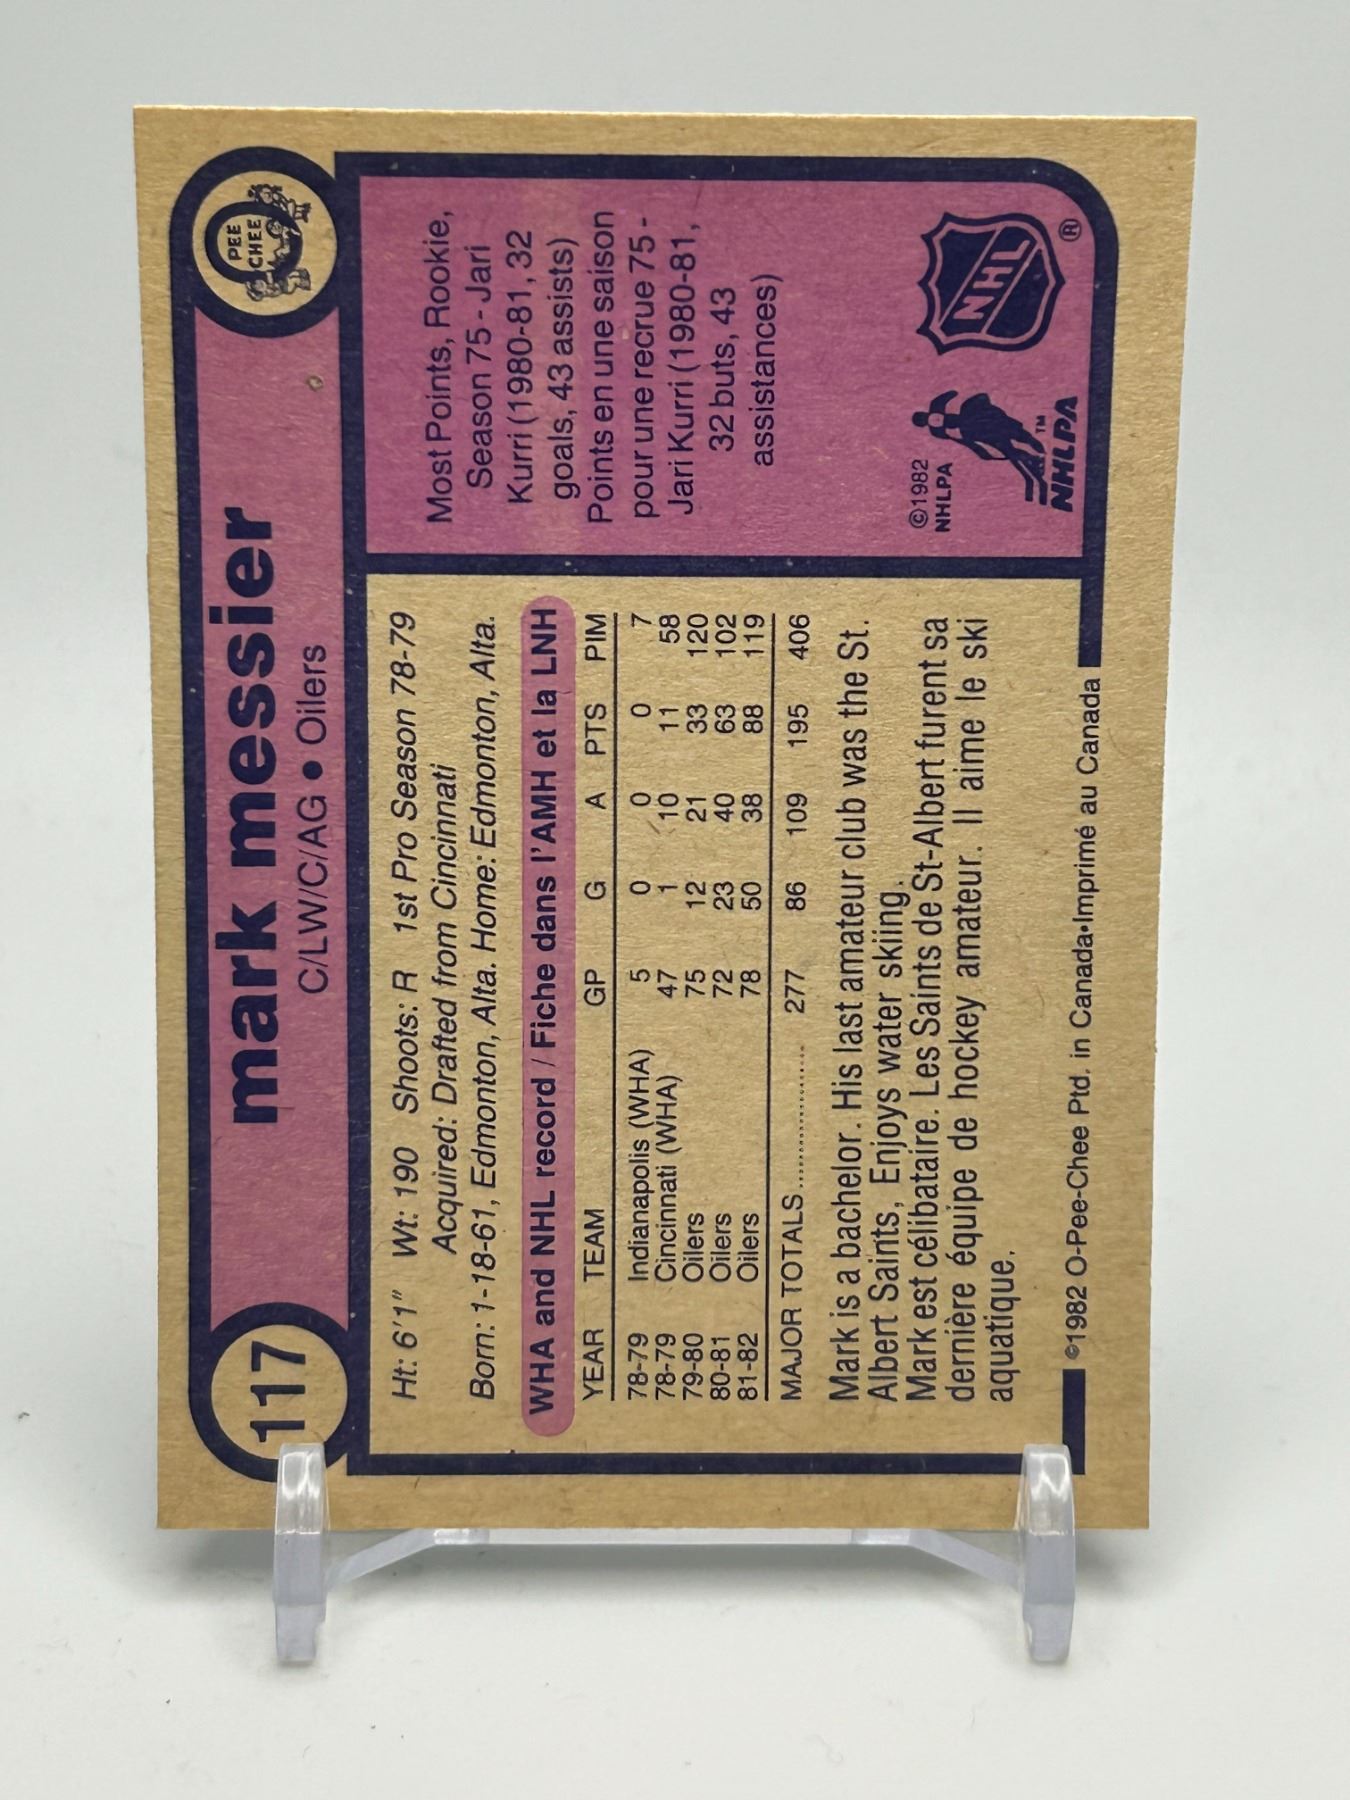 117
mark messier
C/LW/C/AG • Oilers
O
PEE
CHEE
Ht: 6'1" Wt: 190 Shoots: R 1st Pro Season 78-79
Acquired: Drafted from Cincinnati
Born: 1-18-61, Edmonton, Alta. Home: Edmonton, Alta.
WHA and NHL record / Fiche dans l'AMH et la LNH
YEAR TEAM GP G A PTS PIM
78-79 Indianapolis (WHA) 5 0 0 0 7
78-79 Cincinnati (WHA) 47 1 10 11 58
79-80 Oilers 75 12 21 33 120
80-81 Oilers 72 23 40 63 102
81-82 Oilers 78 50 38 88 119
MAJOR TOTALS .................... 277 86 109 195 406
Mark is a bachelor. His last amateur club was the St.
Albert Saints, Enjoys water skiing.
Mark est célibataire. Les Saints de St-Albert furent sa
dernière équipe de hockey amateur. Il aime le ski
aquatique.
©1982 O-Pee-Chee Ptd. in Canada•Imprimé au Canada
Most Points, Rookie,
Season 75 - Jari
Kurri (1980-81, 32
goals, 43 assists)
Points en une saison
pour une recrue 75 -
Jari Kurri (1980-81,
32 buts, 43
assistances)
©1982
NHLPA
NHLPA™
NHL
®